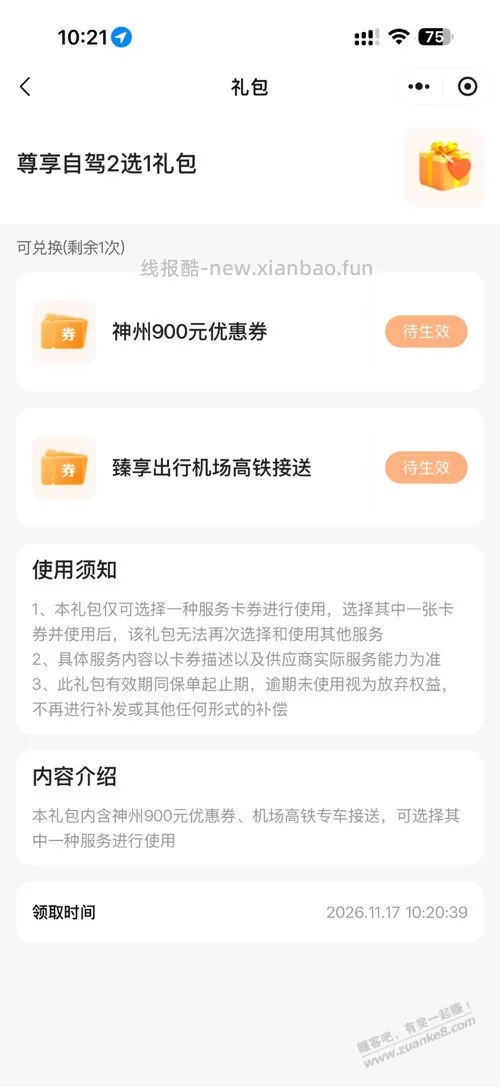 10:21
75
礼包
尊享自驾2选1礼包
可兑换(剩余1次)
线报酷-new.xianbao.fun
券
神州900元优惠券
待生效
券
臻享出行机场高铁接送
待生效
使用须知
1、本礼包仅可选择一种服务卡券进行使用，选择其中一张卡
券并使用后，该礼包无法再次选择和使用其他服务
2、具体服务内容以卡券描述以及供应商实际服务能力为准
3、此礼包有效期同保单起止期，逾期未使用视为放弃权益，
不再进行补发或其他任何形式的补偿
内容介绍
本礼包内含神州900元优惠券、机场高铁专车接送，可选择其
中一种服务进行使用
领取时间
2026.11.17 10:20:39
赚客吧，有奖一起赚！
www.zuanke8.com